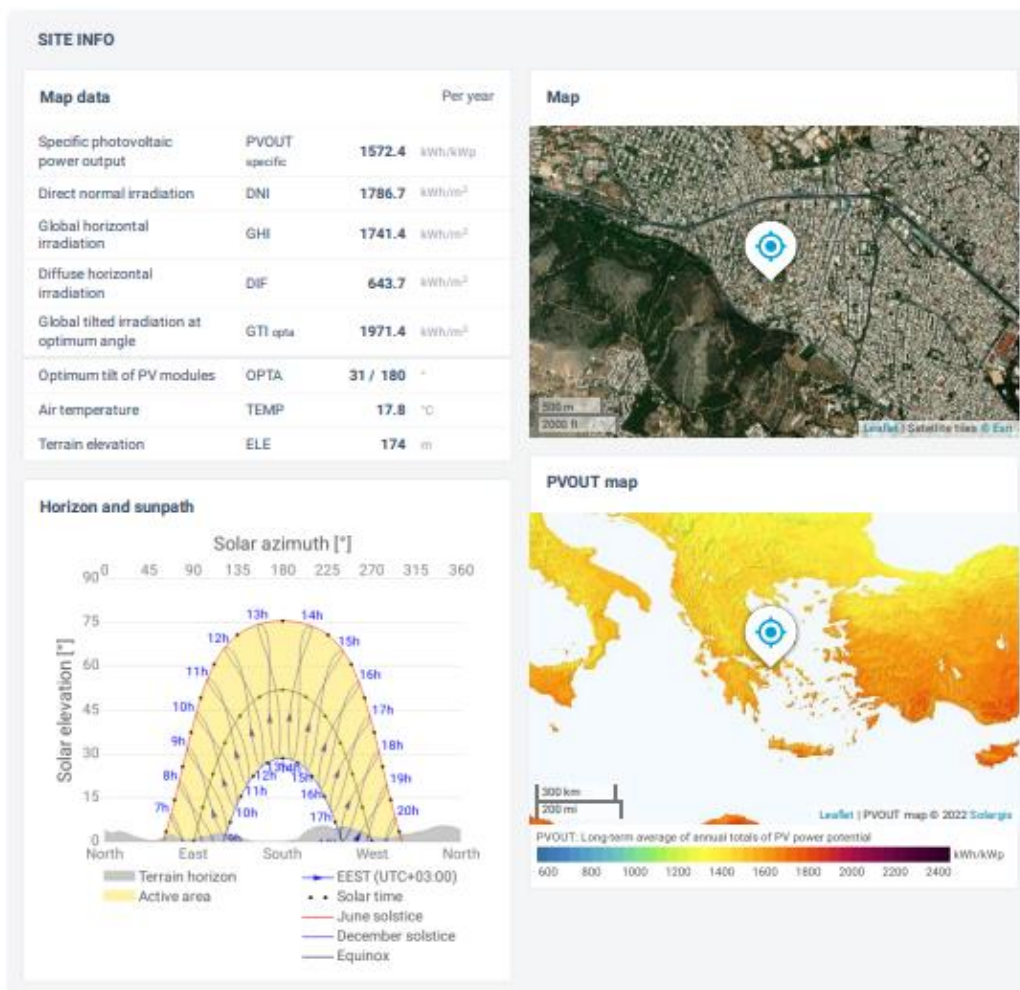 SITE INFO
Map data Per year
Specific photovoltaic
power output
PVOUT
specific
1572.4 kWh/kWp
Direct normal irradiation DNI 1786.7 kWh/m²
Global horizontal
irradiation
GHI 1741.4 kWh/m²
Diffuse horizontal
irradiation
DIF 643.7 kWh/m²
Global tilted irradiation at
optimum angle
GTI opta 1971.4 kWh/m²
Optimum tilt of PV modules OPTA 31 / 180 °
Air temperature TEMP 17.8 °C
Terrain elevation ELE 174 m
Map
500 m
2000 ft
Leaflet | Satellite tiles © Esri
Horizon and sunpath
Solar azimuth [°]
0 45 90 135 180 225 270 315 360
Solar elevation [°]
90
75
60
45
30
15
0
13h 14h
12h 15h
11h 16h
10h 17h
9h 18h
8h 19h
7h 20h
12h 13h 14h 15h
11h 16h
10h 17h
North East South West North
Terrain horizon
Active area
EEST (UTC+03:00)
Solar time
June solstice
December solstice
Equinox
PVOUT map
300 km
200 mi
Leaflet | PVOUT map © 2022 Solargis
PVOUT: Long-term average of annual totals of PV power potential
kWh/kWp
600 800 1000 1200 1400 1600 1800 2000 2200 2400